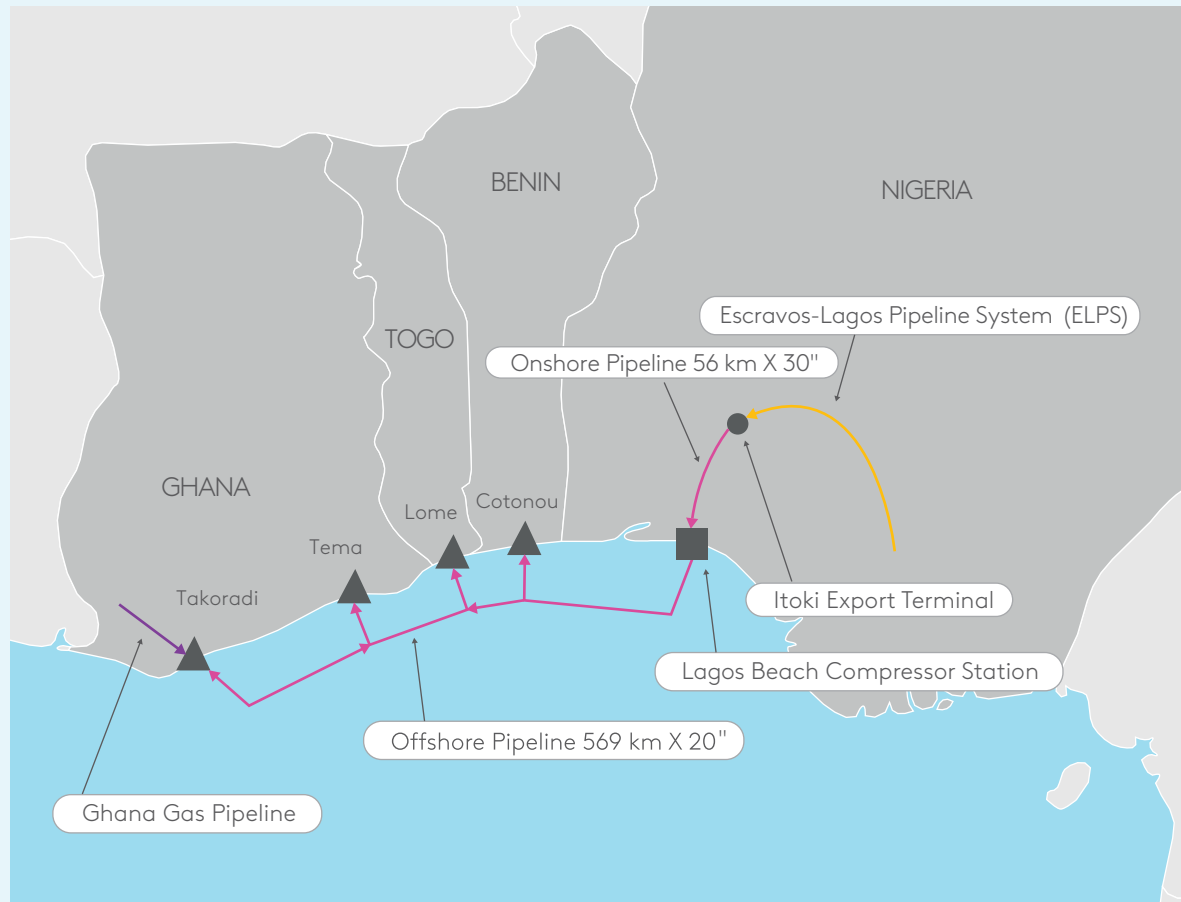 BENIN
NIGERIA
Escravos-Lagos Pipeline System (ELPS)
TOGO
Onshore Pipeline 56 km X 30"
GHANA
Lome
Cotonou
Tema
Takoradi
Itoki Export Terminal
Lagos Beach Compressor Station
Offshore Pipeline 569 km X 20"
Ghana Gas Pipeline